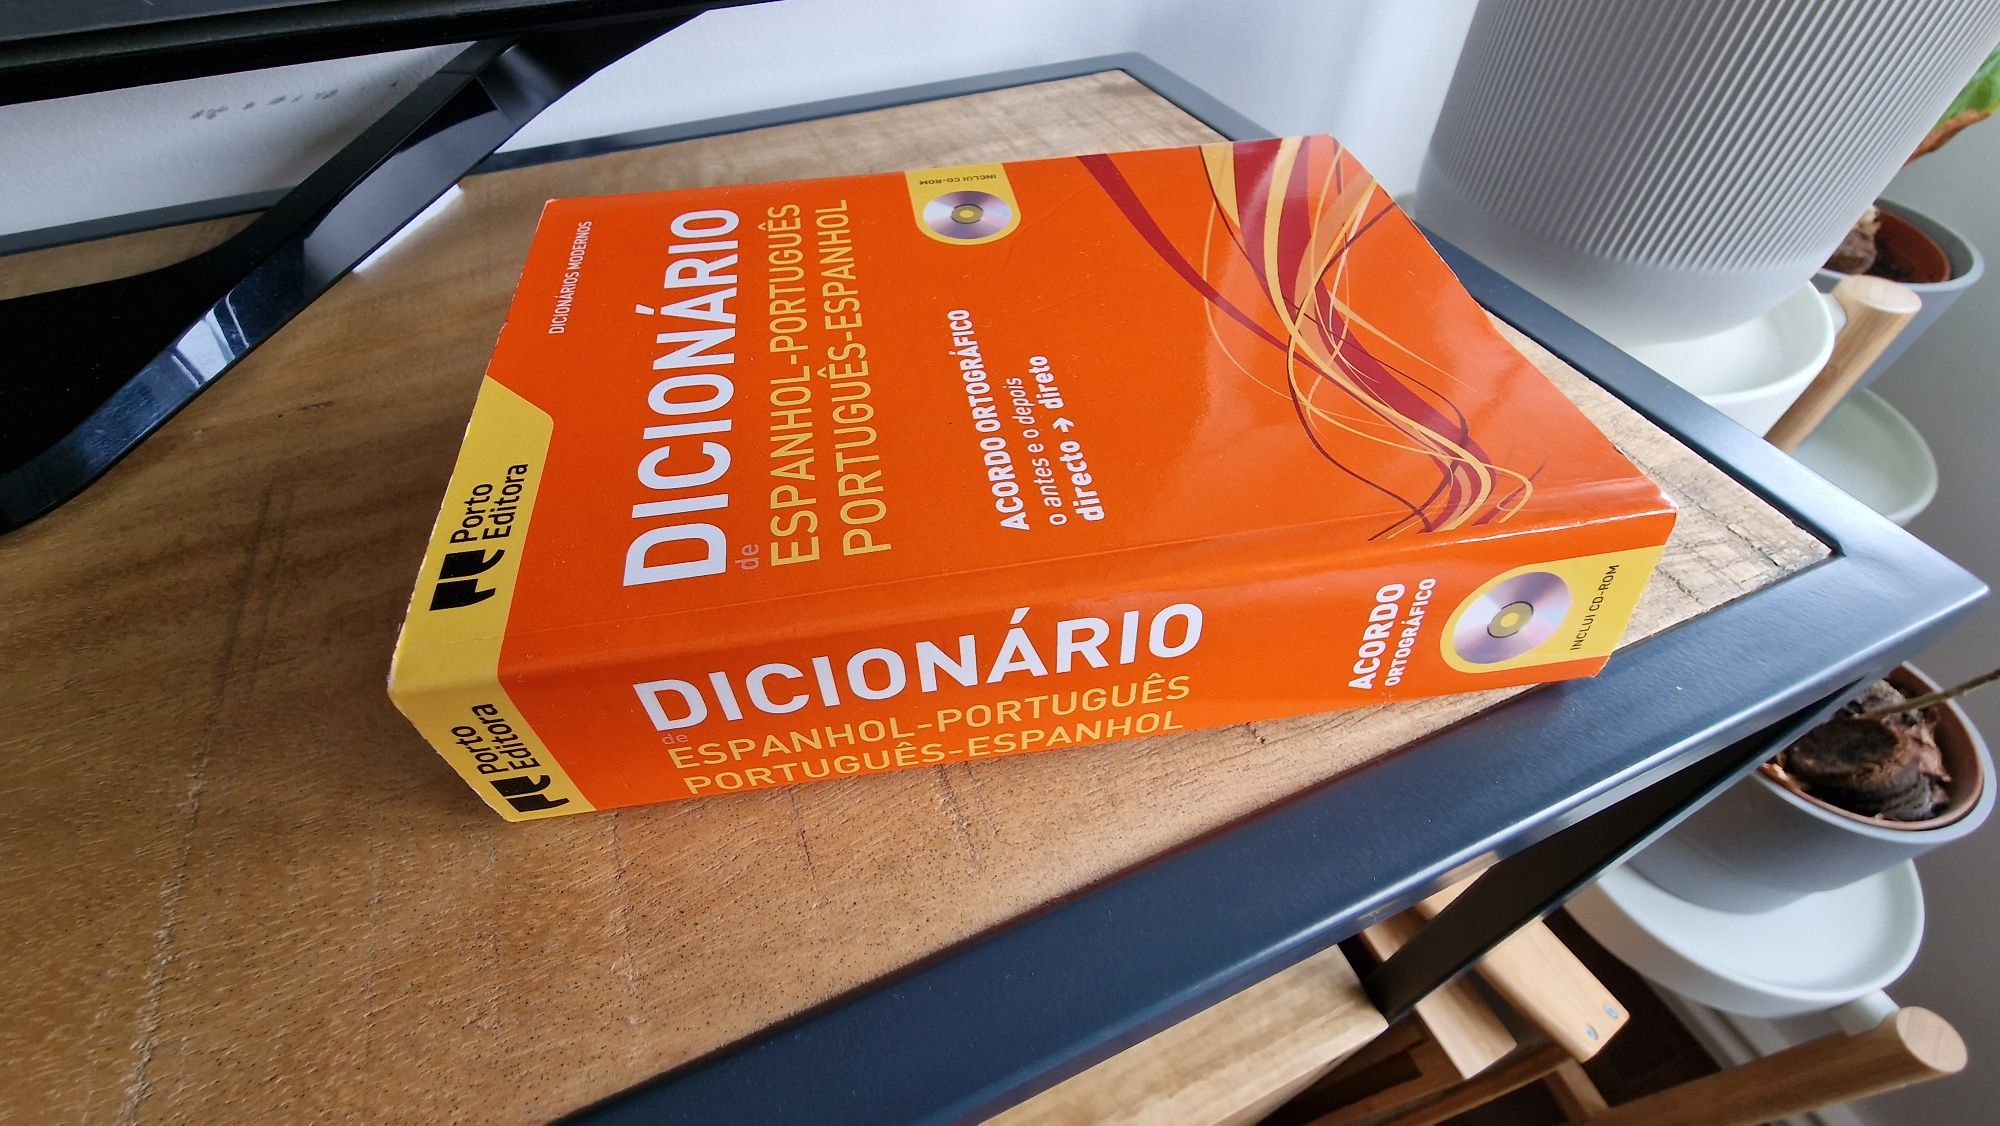 DICIONÁRIOS MODERNOS
Porto
Editora
DICIONÁRIO
de
ESPANHOL-PORTUGUÊS
PORTUGUÊS-ESPANHOL
INCLUI CD-ROM
ACORDO ORTOGRÁFICO
o antes e o depois
directo → direto
Porto
Editora
DICIONÁRIO
de
ESPANHOL-PORTUGUÊS
PORTUGUÊS-ESPANHOL
ACORDO
ORTOGRÁFICO
INCLUI CD-ROM